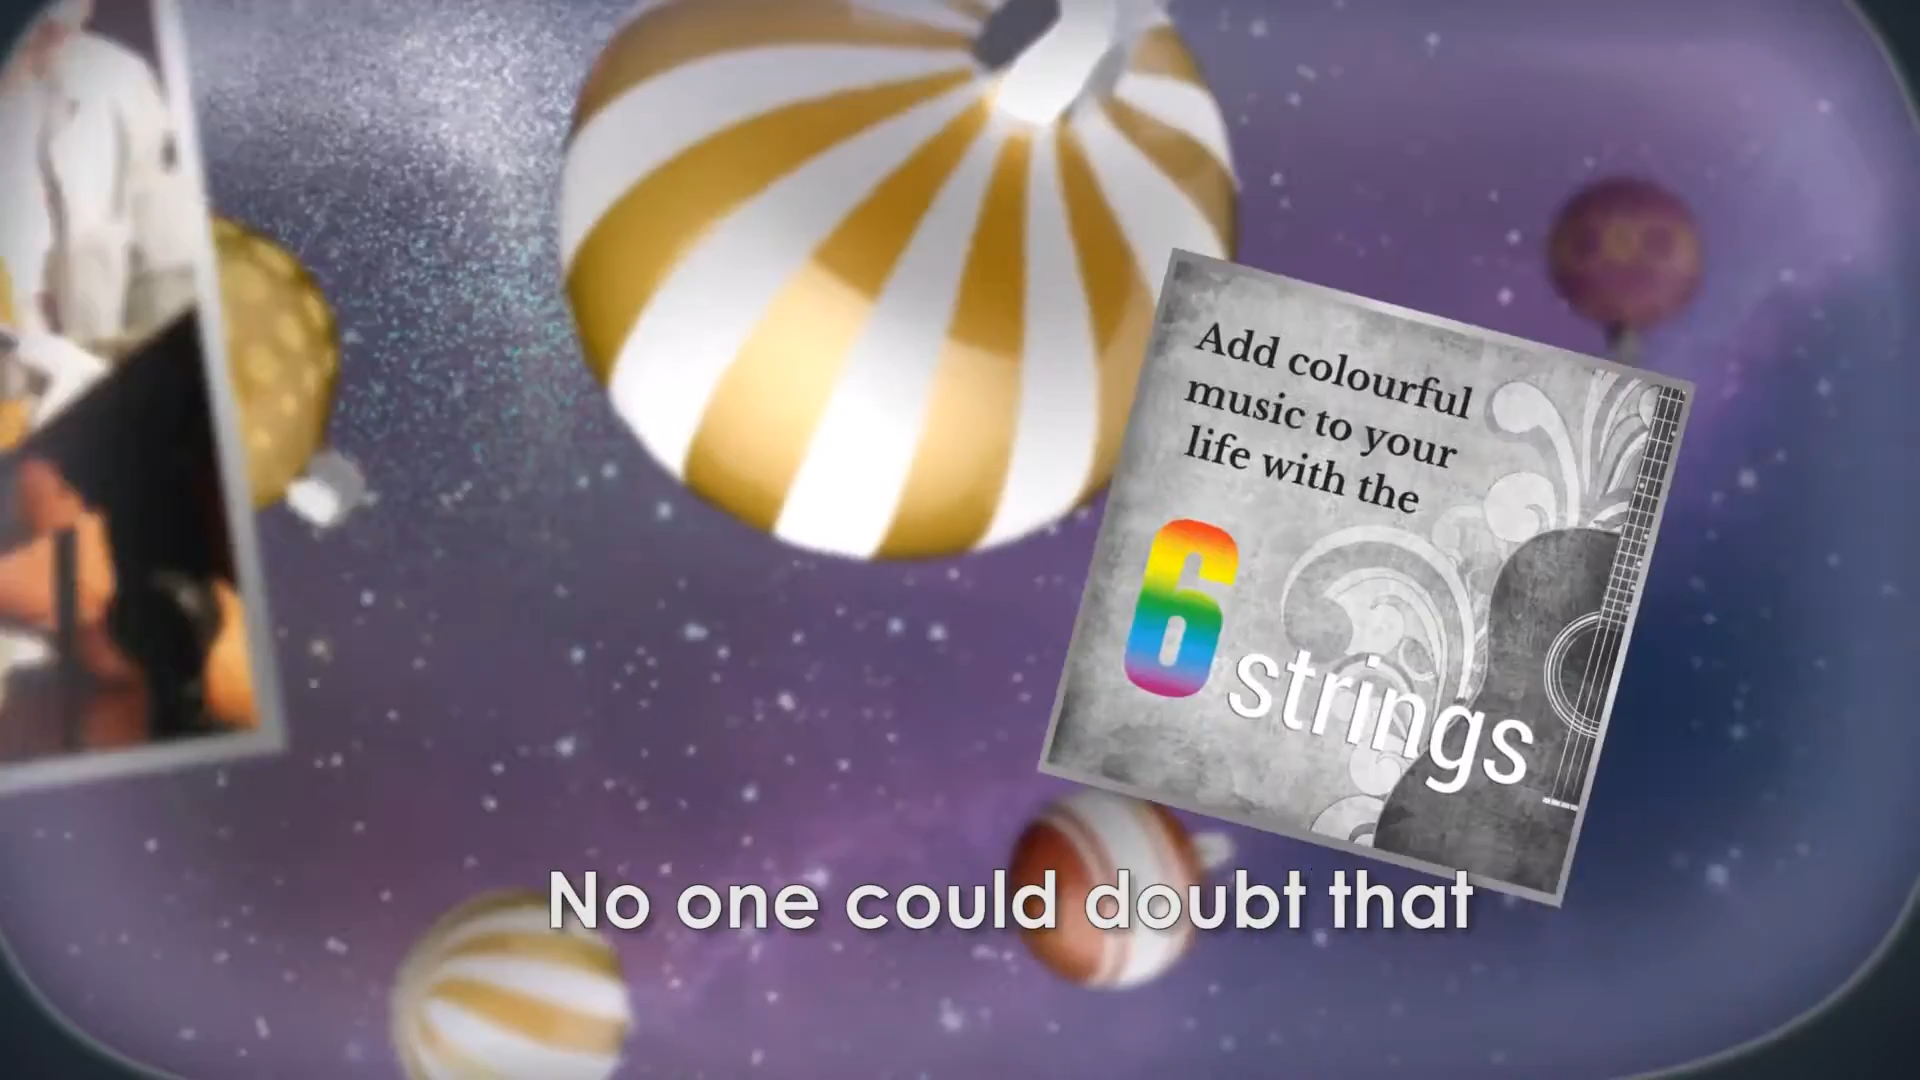 Add colourful
music to your
life with the
6 strings
No one could doubt that